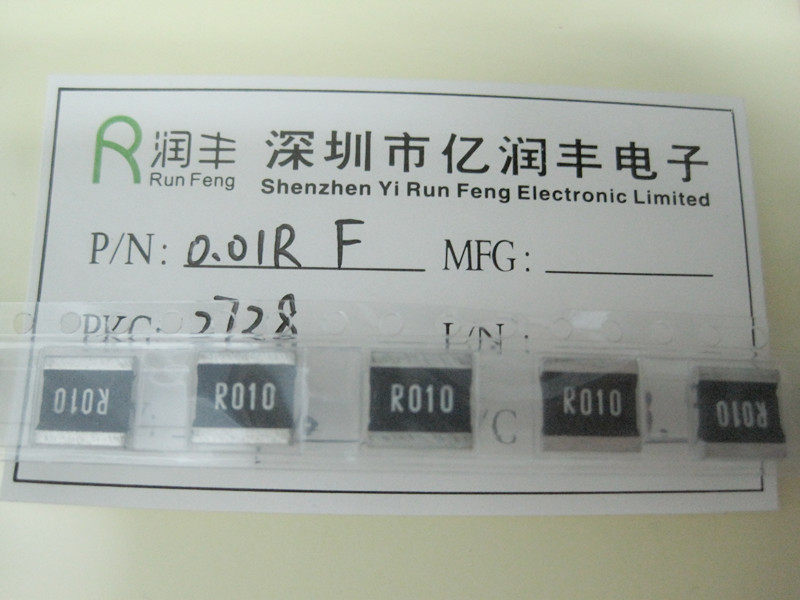 润丰 深圳市亿润丰电子
Run Feng Shenzhen Yi Run Feng Electronic Limited
P/N: 0.01R F MFG:
PKG: 2728 L/N:
R010 R010 R010 R010 R010
/C